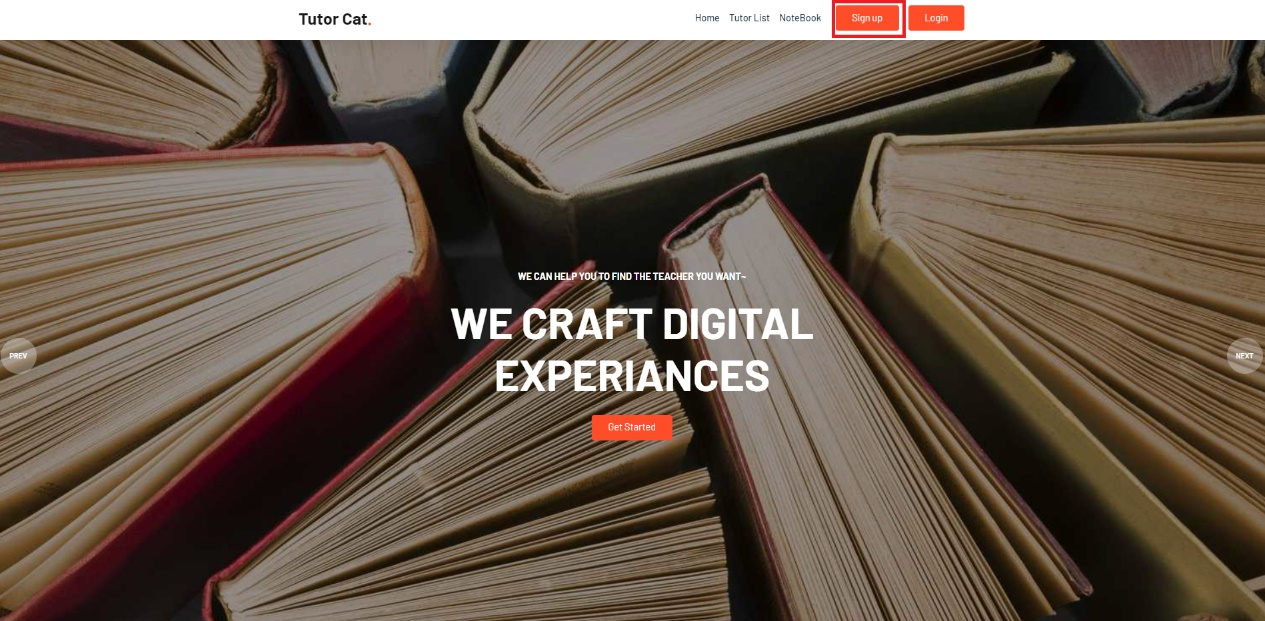 Tutor Cat.
Home Tutor List NoteBook Sign up Login
WE CAN HELP YOU TO FIND THE TEACHER YOU WANT~
WE CRAFT DIGITAL
EXPERIANCES
PREV
NEXT
Get Started